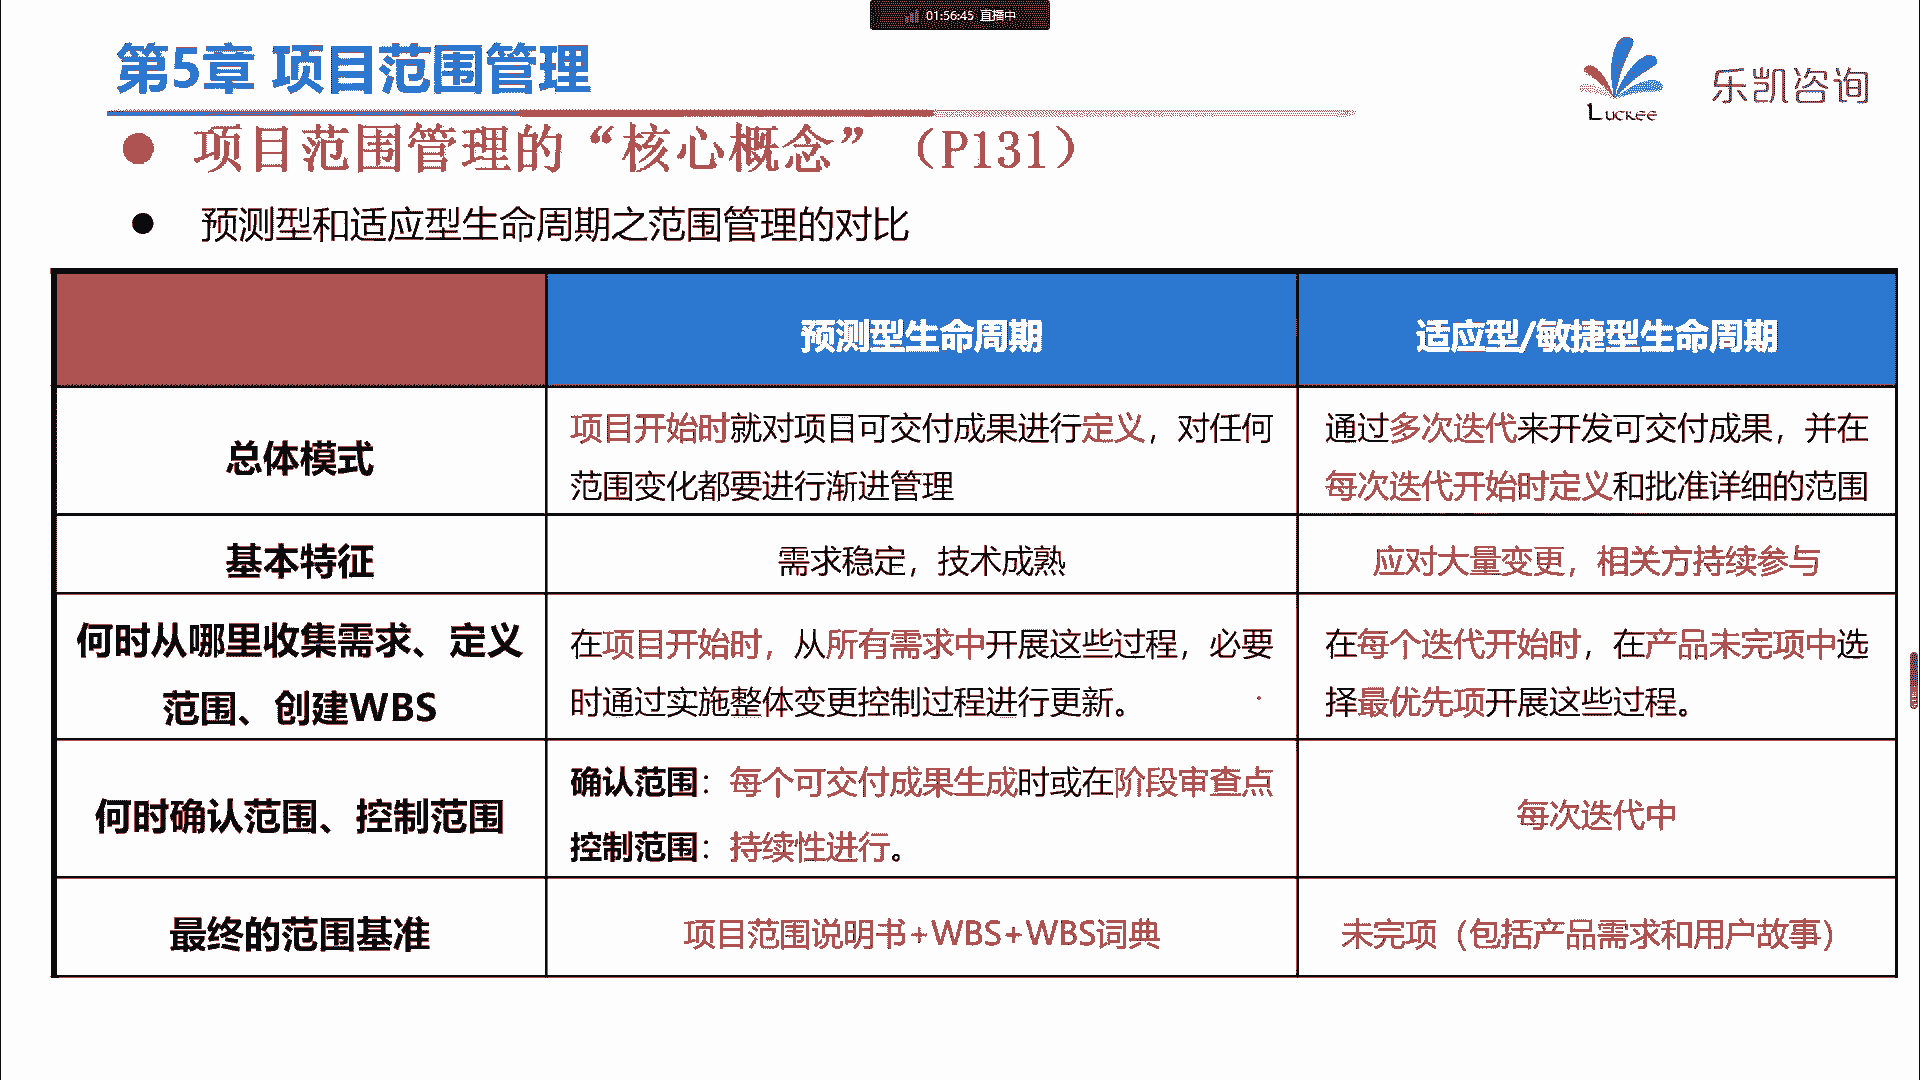 01:56:45 直播中
第5章 项目范围管理
Luckee
乐凯咨询
项目范围管理的“核心概念”（P131）
预测型和适应型生命周期之范围管理的对比
预测型生命周期
适应型/敏捷型生命周期
总体模式
项目开始时就对项目可交付成果进行定义，对任何
范围变化都要进行渐进管理
通过多次迭代来开发可交付成果，并在
每次迭代开始时定义和批准详细的范围
基本特征
需求稳定，技术成熟
应对大量变更，相关方持续参与
何时从哪里收集需求、定义
范围、创建WBS
在项目开始时，从所有需求中开展这些过程，必要
时通过实施整体变更控制过程进行更新。
在每个迭代开始时，在产品未完项中选
择最优先项开展这些过程。
何时确认范围、控制范围
确认范围：每个可交付成果生成时或在阶段审查点
控制范围：持续性进行。
每次迭代中
最终的范围基准
项目范围说明书+WBS+WBS词典
未完项（包括产品需求和用户故事）